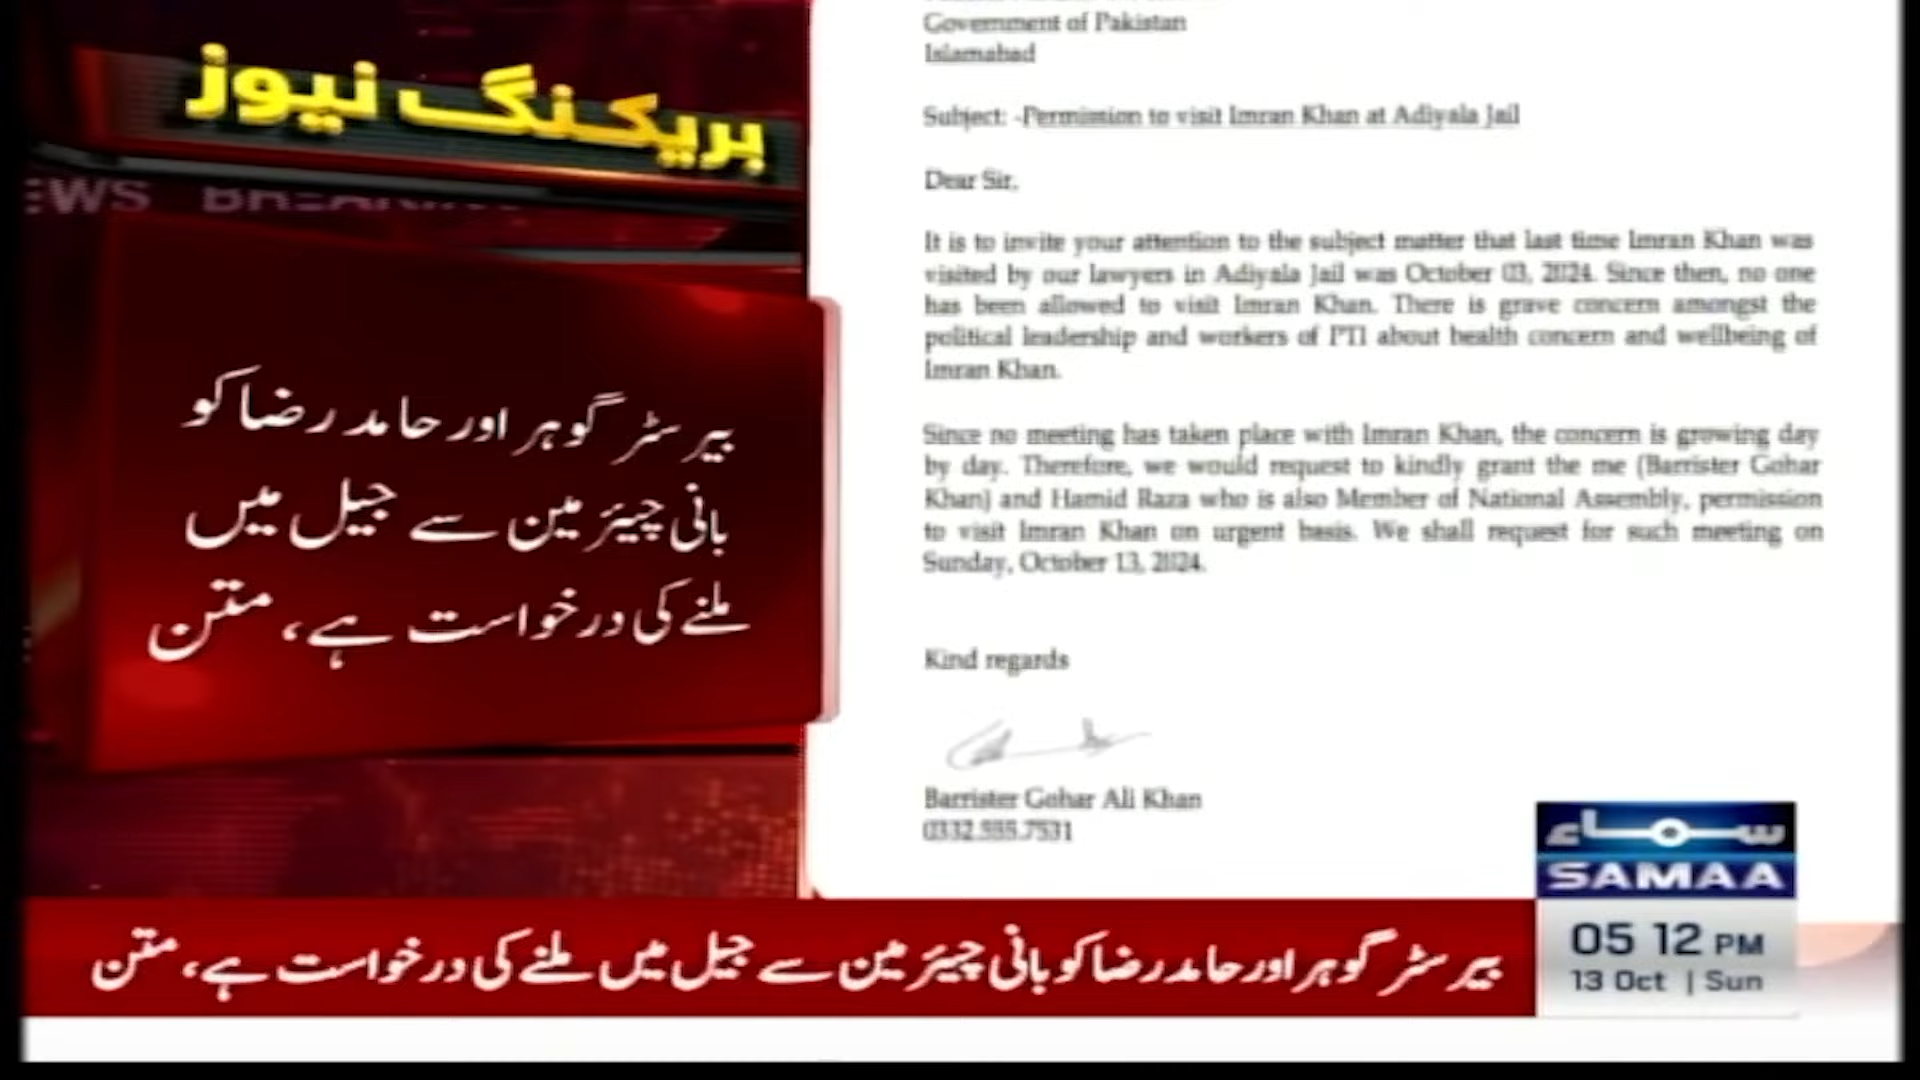 بریکنگ نیوز
بیرسٹر گوہر اور حامد رضا کو
بانی چیئرمین سے جیل میں
ملنے کی درخواست ہے، متن
Government of Pakistan
Islamabad
Subject: -Permission to visit Imran Khan at Adiyala Jail
Dear Sir,
It is to invite your attention to the subject matter that last time Imran Khan was
visited by our lawyers in Adiyala Jail was October 03, 2024. Since then, no one
has been allowed to visit Imran Khan. There is grave concern amongst the
political leadership and workers of PTI about health concern and wellbeing of
Imran Khan.
Since no meeting has taken place with Imran Khan, the concern is growing day
by day. Therefore, we would request to kindly grant the me (Barrister Gohar
Khan) and Hamid Raza who is also Member of National Assembly, permission
to visit Imran Khan on urgent basis. We shall request for such meeting on
Sunday, October 13, 2024.
Kind regards
Barrister Gohar Ali Khan
0332.555.7531
سماء
SAMAA
05 12 PM
13 Oct | Sun
بیرسٹر گوہر اور حامد رضا کو بانی چیئرمین سے جیل میں ملنے کی درخواست ہے، متن